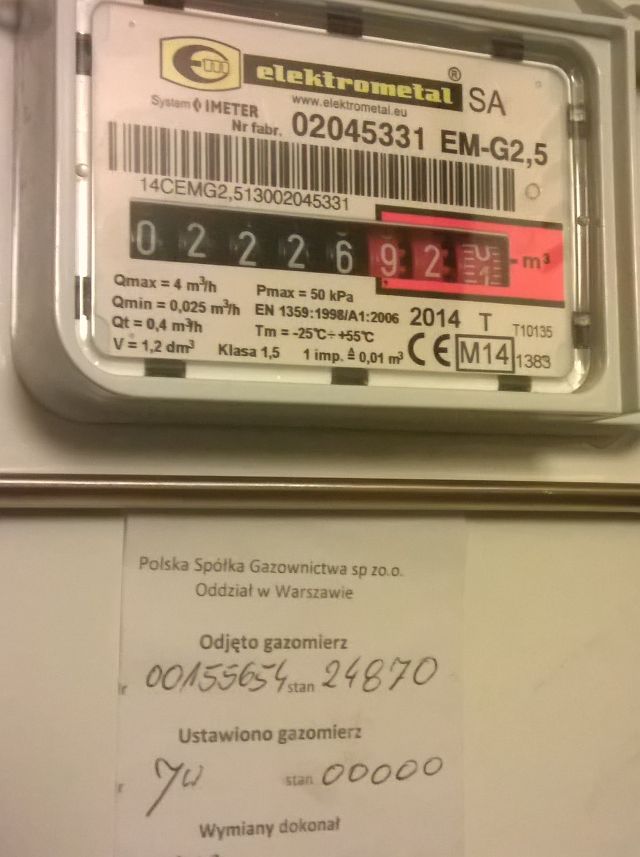 elektrometal® SA
System IMETER www.elektrometal.eu
Nr fabr. 02045331 EM-G2,5
14CEMG2,513002045331
0 2 2 2 6 9 2 m³
Qmax = 4 m³/h Pmax = 50 kPa
Qmin = 0,025 m³/h EN 1359:1998/A1:2006 2014 T T10135
Qt = 0,4 m³/h Tm = -25°C÷ +55°C
V = 1,2 dm³ Klasa 1,5 1 imp. ≙ 0,01 m³ CE M14 1383
Polska Spółka Gazownictwa sp zo.o.
Oddział w Warszawie
Odjęto gazomierz
r 00155654 stan 24870
Ustawiono gazomierz
r stan 00000
Wymiany dokonał